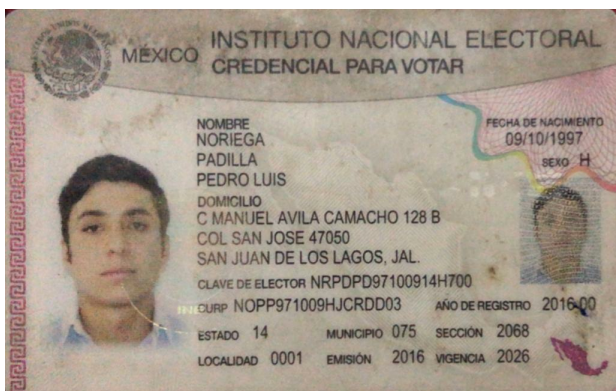 MÉXICO INSTITUTO NACIONAL ELECTORAL
CREDENCIAL PARA VOTAR
NOMBRE
NORIEGA
PADILLA
PEDRO LUIS
FECHA DE NACIMIENTO
09/10/1997
SEXO H
DOMICILIO
C MANUEL AVILA CAMACHO 128 B
COL SAN JOSE 47050
SAN JUAN DE LOS LAGOS, JAL.
CLAVE DE ELECTOR NRPDPD97100914H700
CURP NOPP971009HJCRDD03 AÑO DE REGISTRO 2016 00
ESTADO 14 MUNICIPIO 075 SECCIÓN 2068
LOCALIDAD 0001 EMISIÓN 2016 VIGENCIA 2026